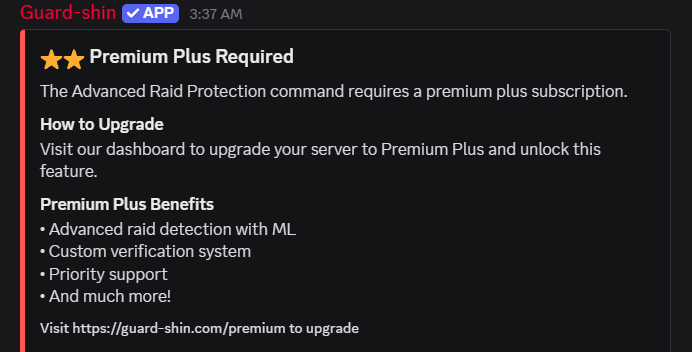 Guard-shin ✓ APP 3:37 AM
⭐⭐ Premium Plus Required
The Advanced Raid Protection command requires a premium plus subscription.
How to Upgrade
Visit our dashboard to upgrade your server to Premium Plus and unlock this
feature.
Premium Plus Benefits
• Advanced raid detection with ML
• Custom verification system
• Priority support
• And much more!
Visit https://guard-shin.com/premium to upgrade